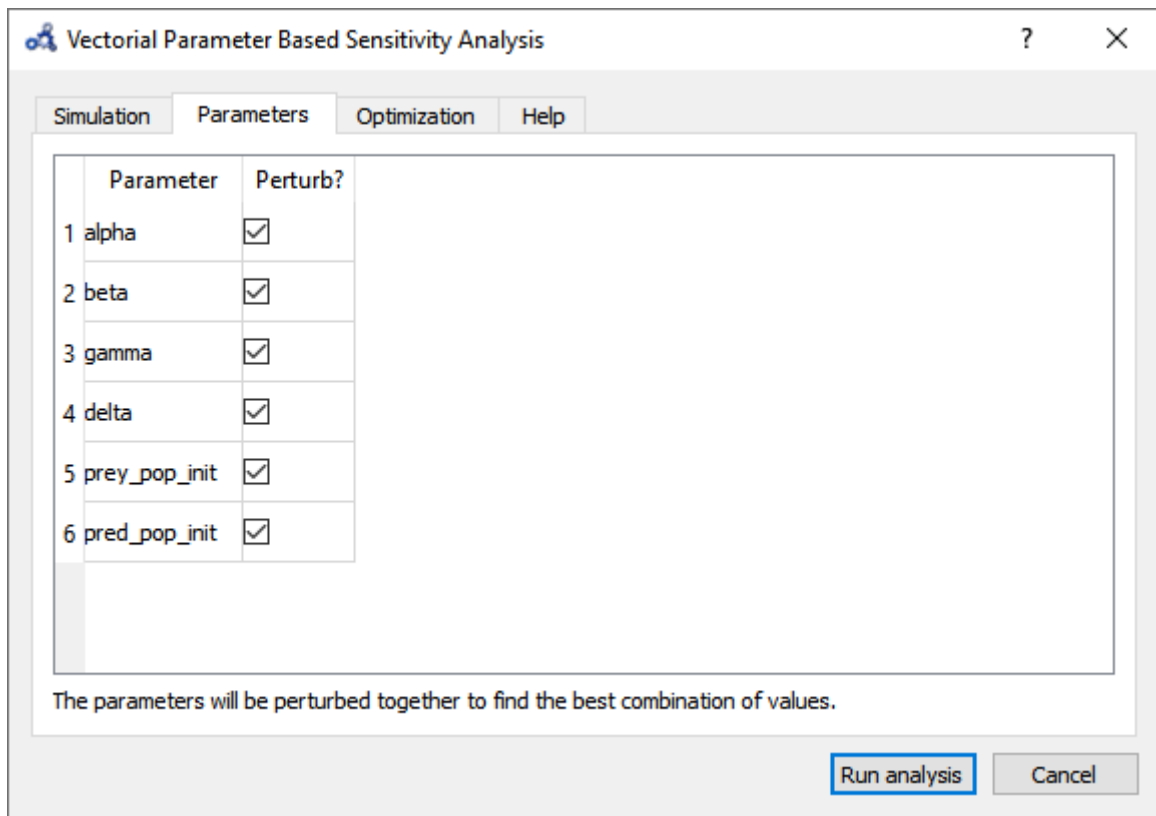 Vectorial Parameter Based Sensitivity Analysis ?
Simulation Parameters Optimization Help
Parameter Perturb?
1 alpha
2 beta
3 gamma
4 delta
5 prey_pop_init
6 pred_pop_init
The parameters will be perturbed together to find the best combination of values.
Run analysis Cancel